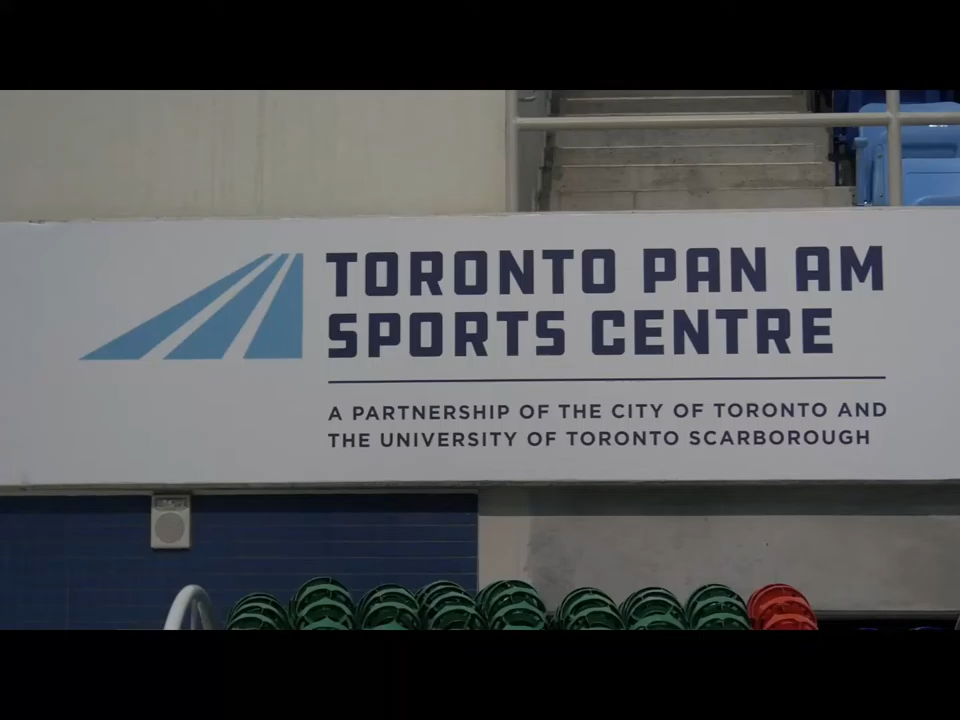 TORONTO PAN AM
SPORTS CENTRE
A PARTNERSHIP OF THE CITY OF TORONTO AND
THE UNIVERSITY OF TORONTO SCARBOROUGH